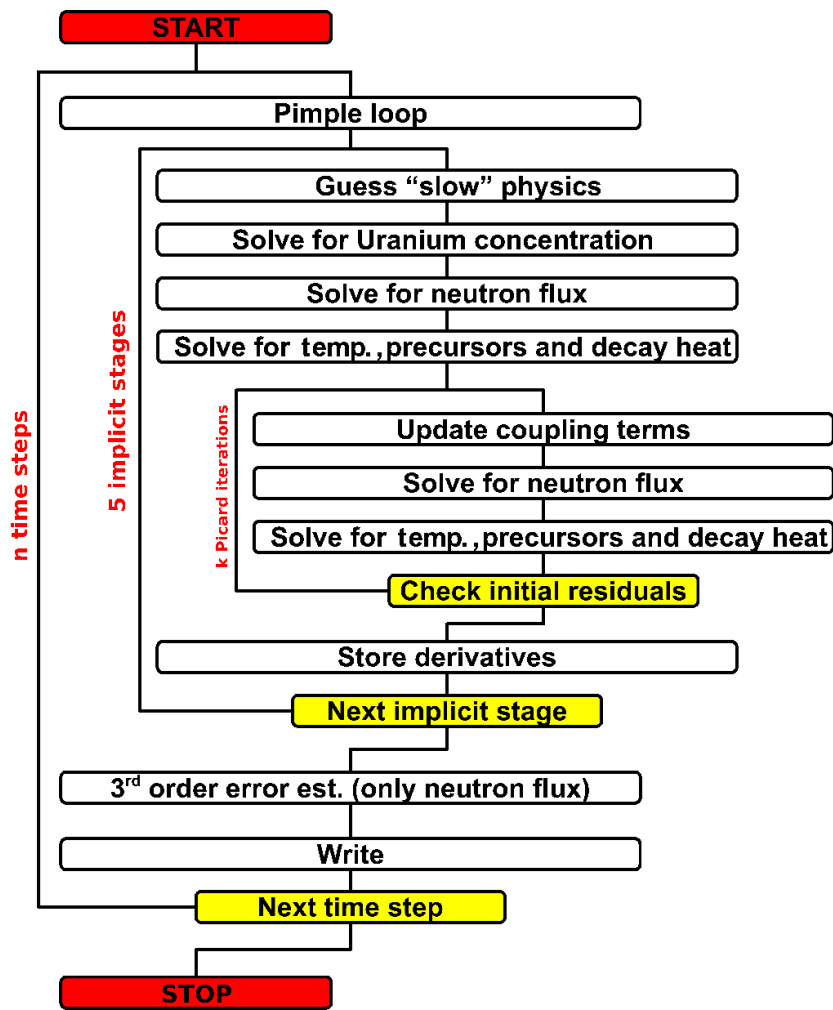 START
Pimple loop
Guess “slow” physics
Solve for Uranium concentration
Solve for neutron flux
Solve for temp., precursors and decay heat
Update coupling terms
Solve for neutron flux
Solve for temp., precursors and decay heat
Check initial residuals
Store derivatives
Next implicit stage
3rd order error est. (only neutron flux)
Write
Next time step
STOP
n time steps
5 implicit stages
k Picard iterations